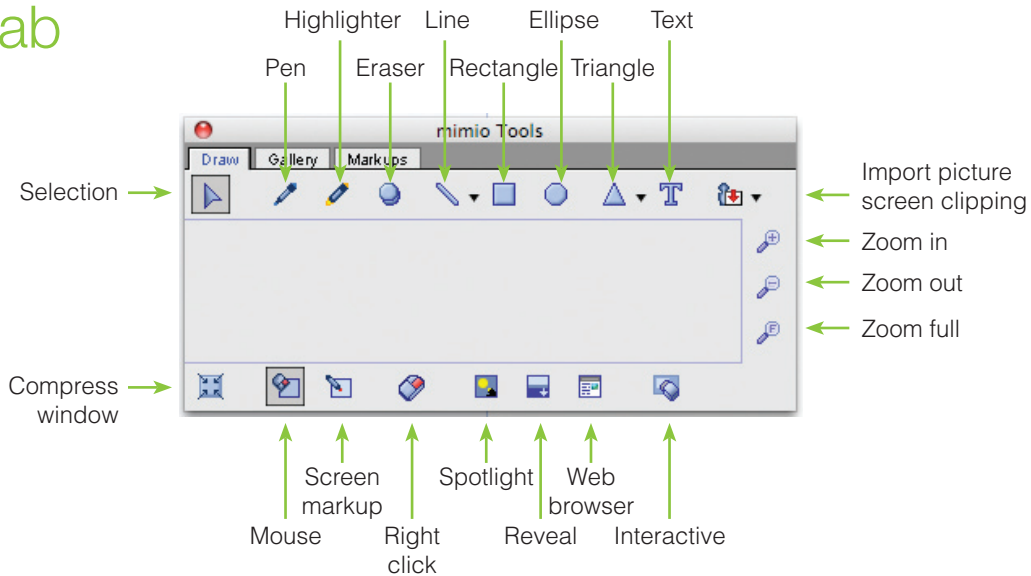 ab
Highlighter Line Ellipse Text
Pen Eraser Rectangle Triangle
mimio Tools
Draw Gallery Markups
Selection
T
Import picture
screen clipping
Zoom in
Zoom out
F
Zoom full
Compress
window
Screen
markup
Spotlight
Web
browser
Mouse
Right
click
Reveal
Interactive